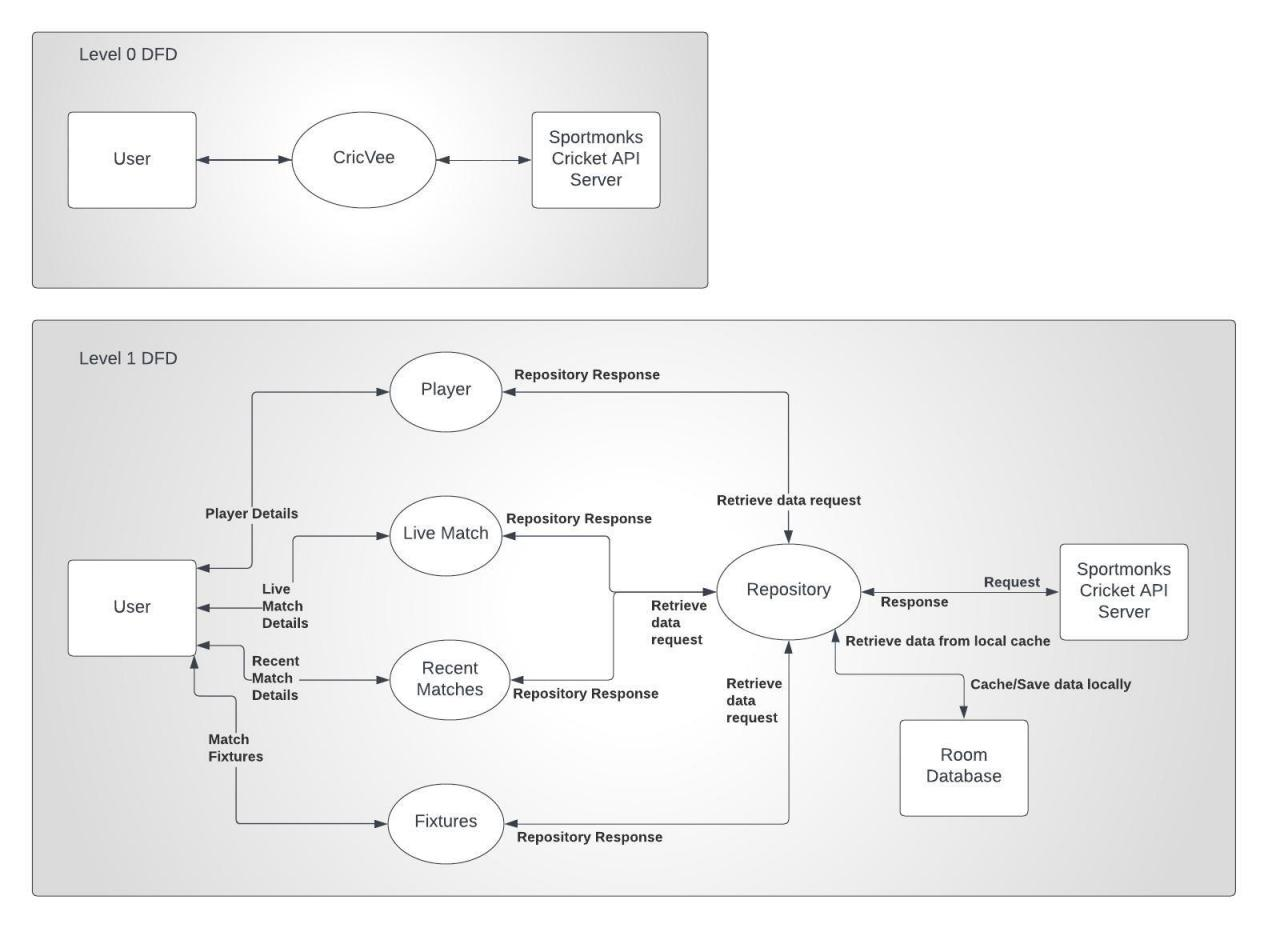 Level 0 DFD
User
CricVee
Sportmonks
Cricket API
Server
Level 1 DFD
Player
Repository Response
Retrieve data request
Player Details
Live Match
Repository Response
User
Live
Match
Details
Retrieve
data
request
Repository
Request
Response
Sportmonks
Cricket API
Server
Recent
Match
Details
Recent
Matches
Repository Response
Retrieve data from local cache
Cache/Save data locally
Retrieve
data
request
Match
Fixtures
Room
Database
Fixtures
Repository Response